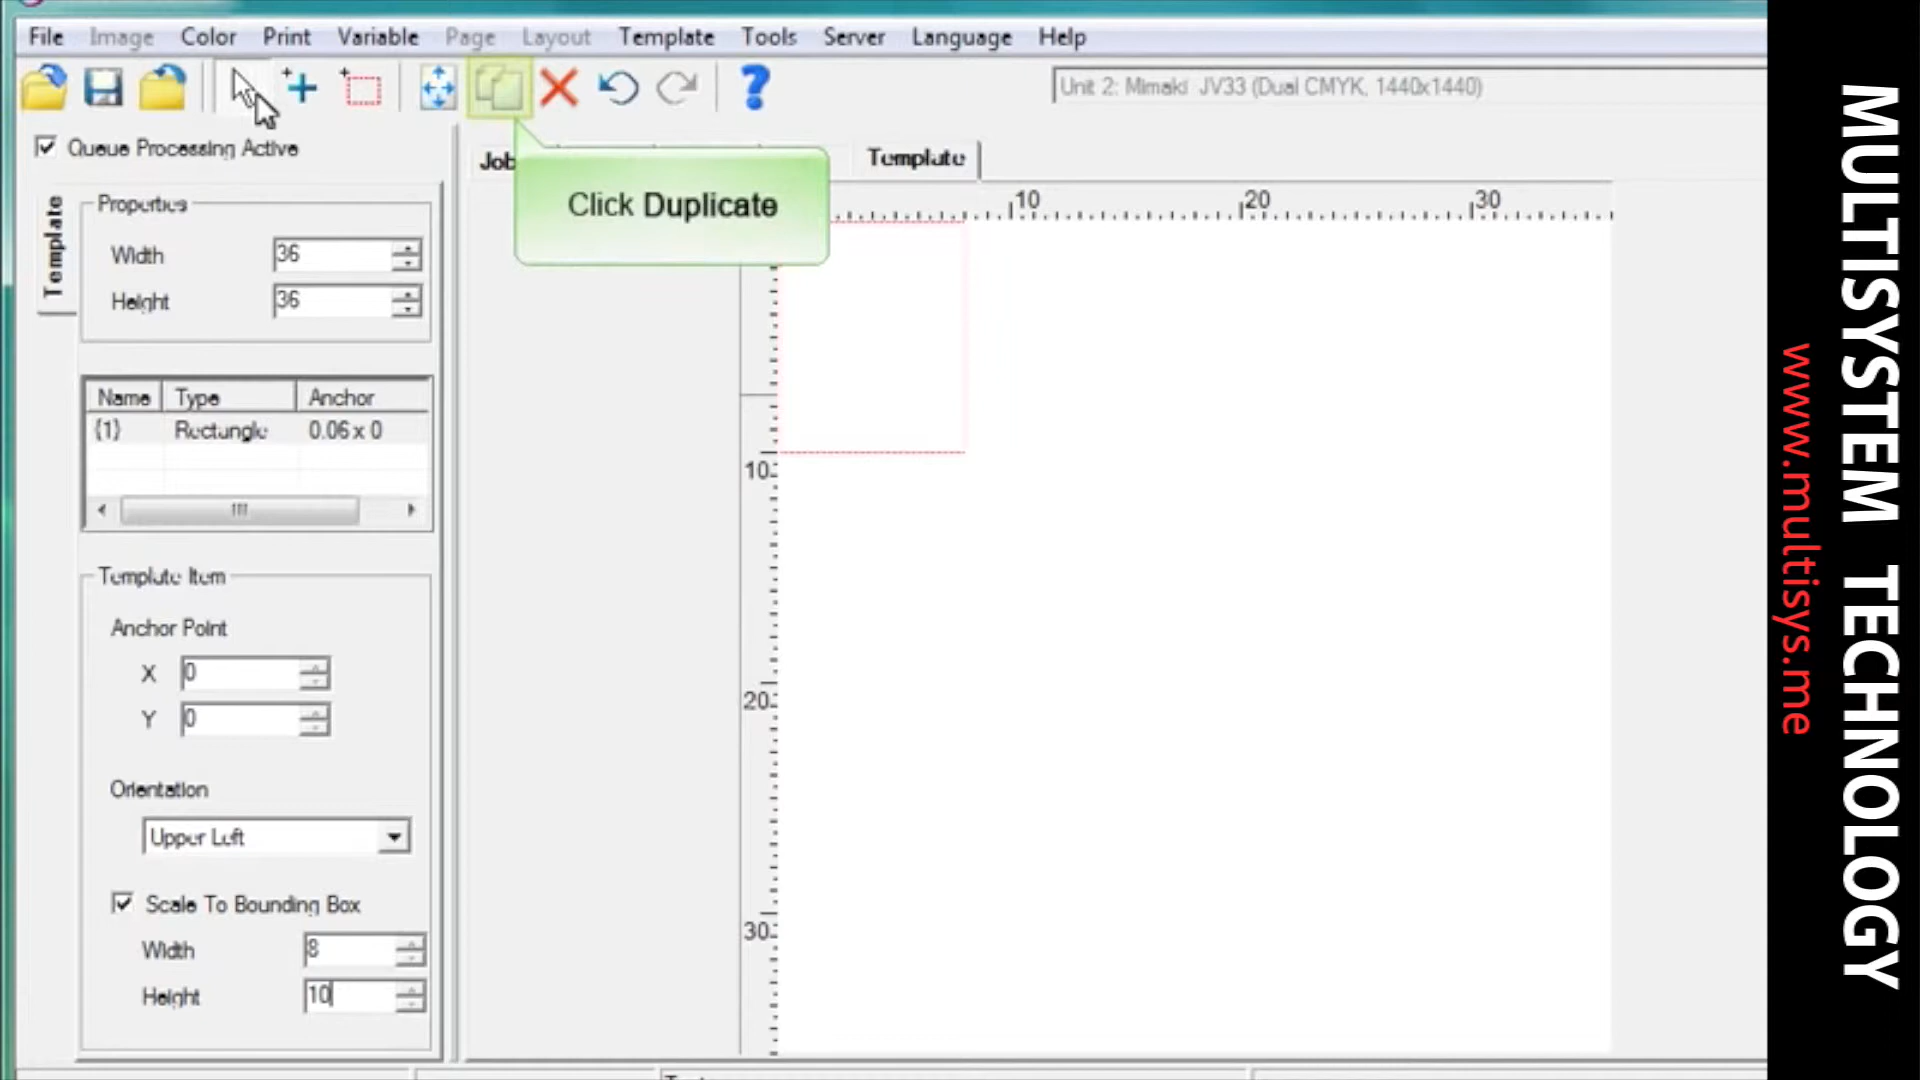 File Image Color Print Variable Page Layout Template Tools Server Language Help
Unit 2: Mimaki JV33 (Dual CMYK, 1440x1440)
Queue Processing Active
Job
Template
Click Duplicate
10 20 30
Template
Properties
Width 36
Height 36
Name Type Anchor
{1} Rectangle 0.06 x 0
10
20
30
Template Item
Anchor Point
X 0
Y 0
Orientation
Upper Left
Scale To Bounding Box
Width 8
Height 10
MULTISYSTEM TECHNOLOGY
www.multisys.me